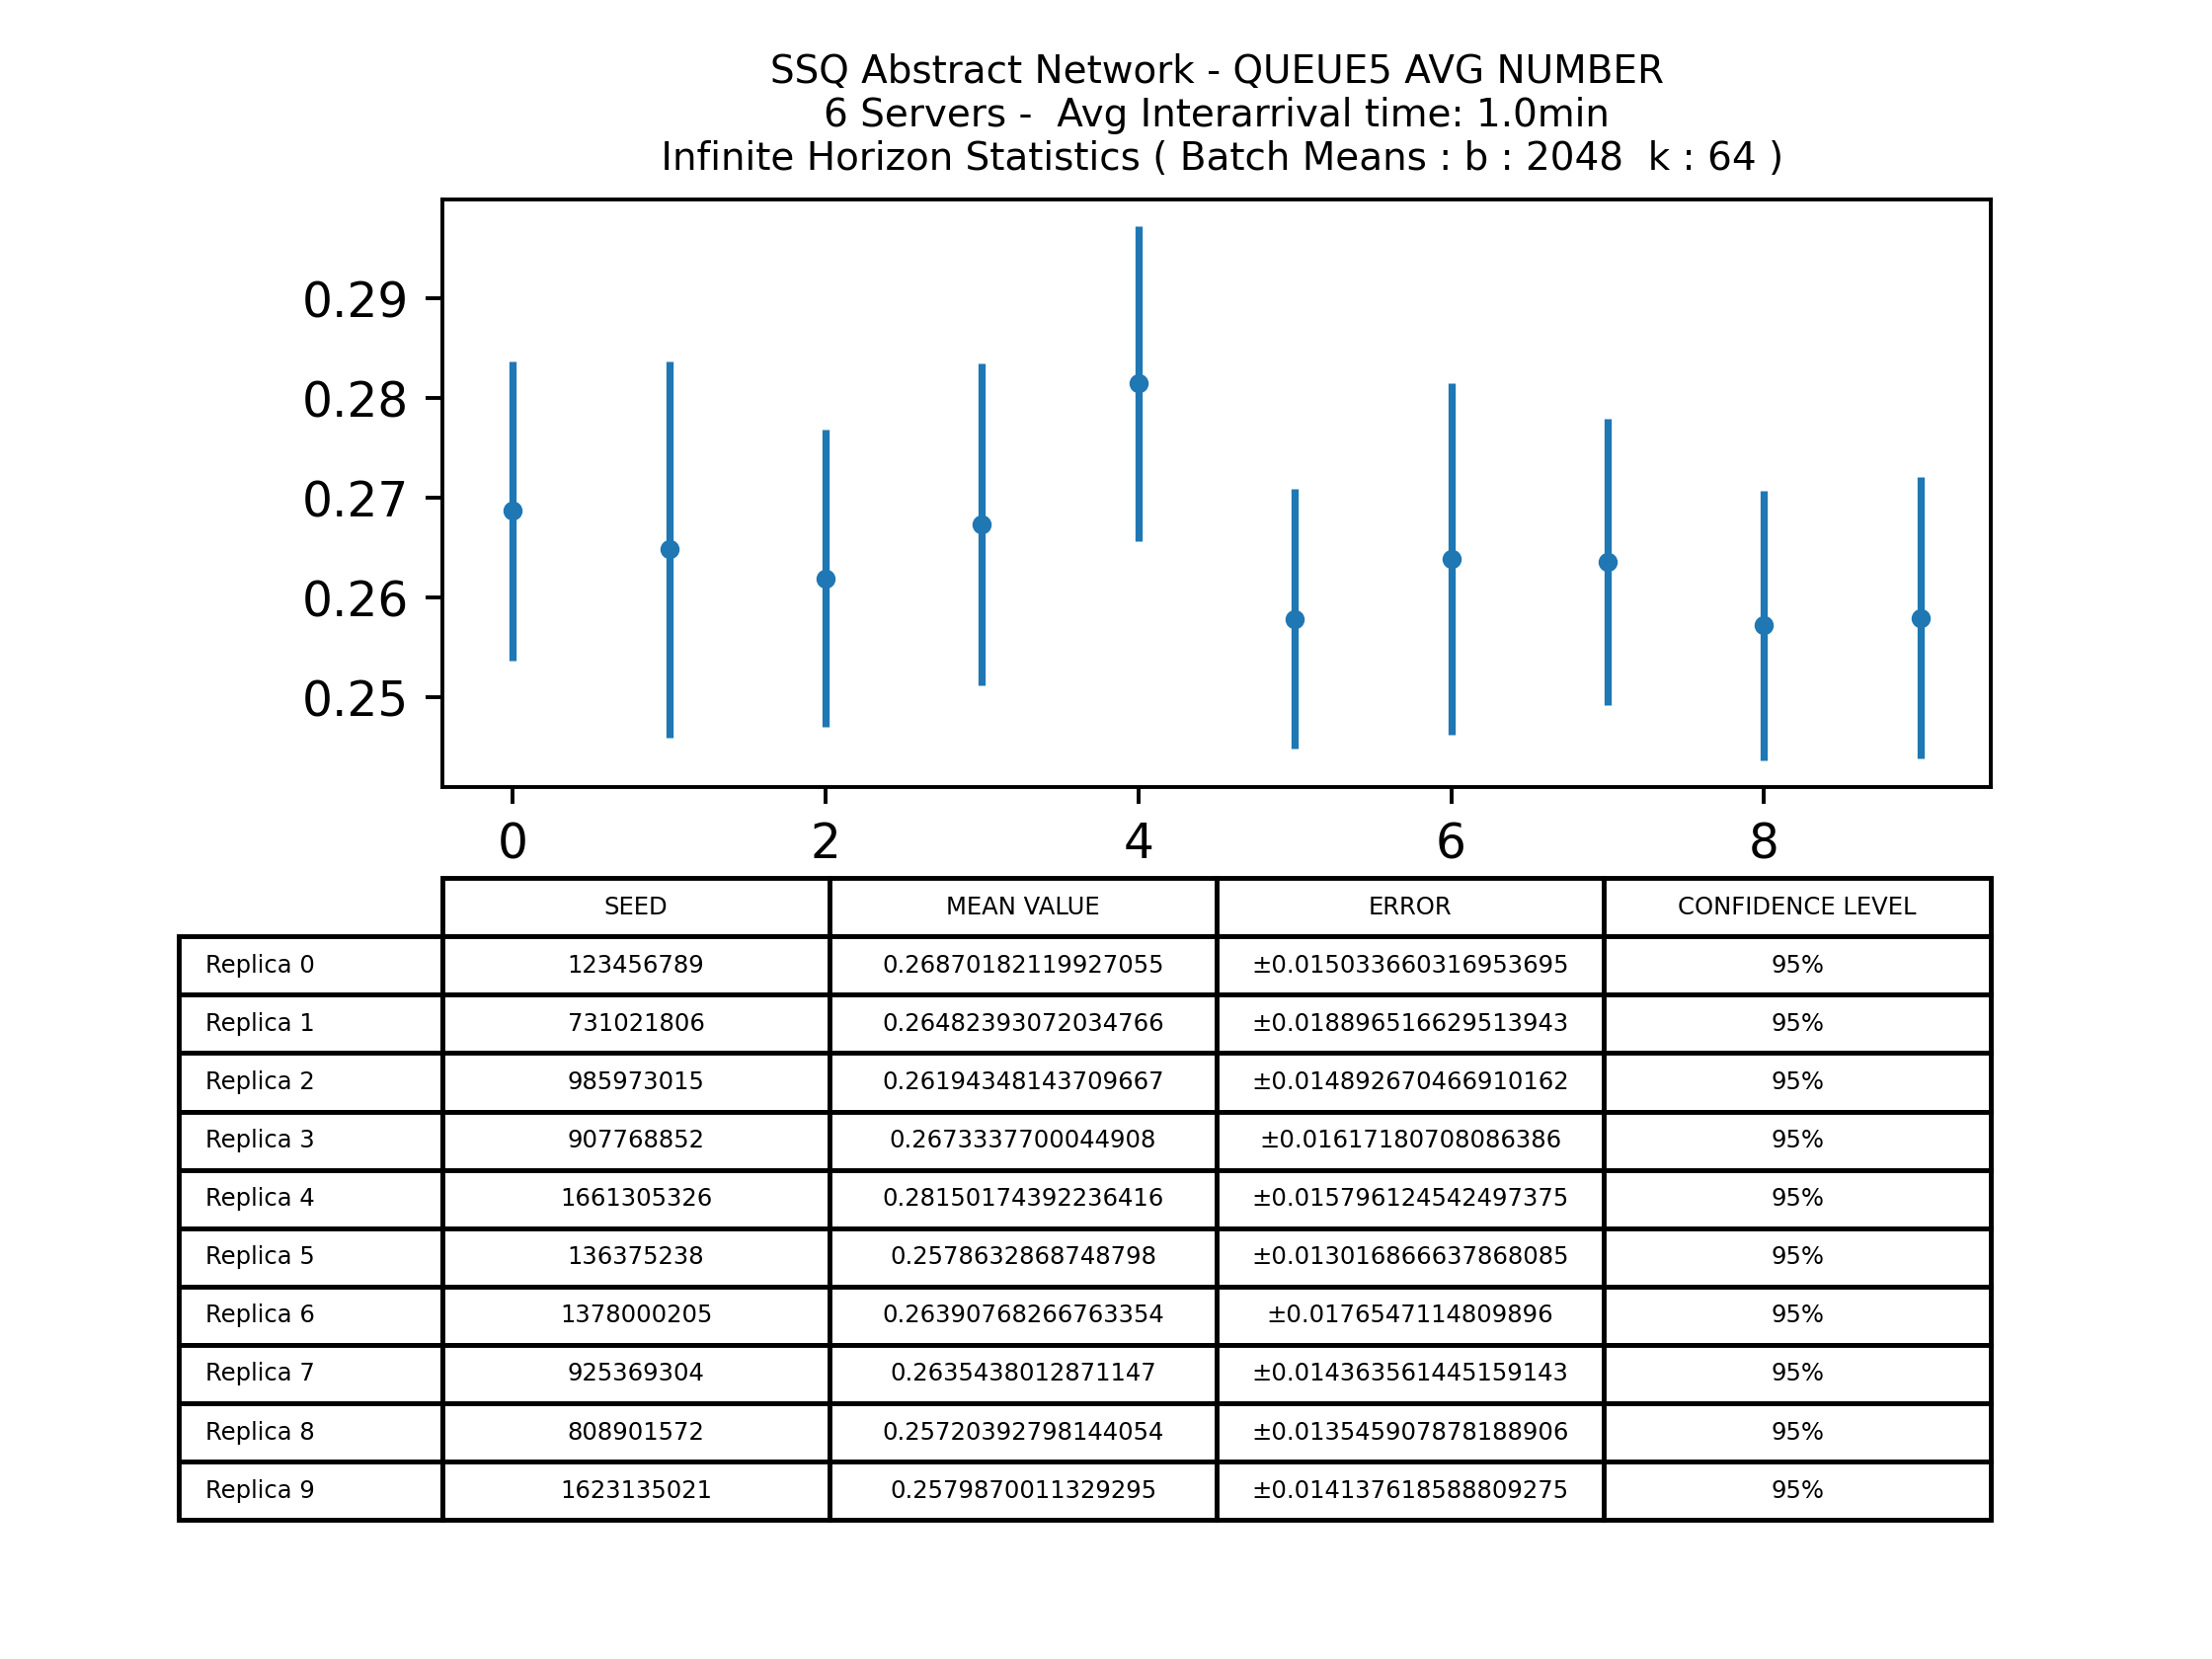 SSQ Abstract Network - QUEUE5 AVG NUMBER
6 Servers -  Avg Interarrival time: 1.0min
Infinite Horizon Statistics ( Batch Means : b : 2048  k : 64 )
0.29
0.28
0.27
0.26
0.25
0 2 4 6 8
SEED MEAN VALUE ERROR CONFIDENCE LEVEL
Replica 0 123456789 0.26870182119927055 ±0.015033660316953695 95%
Replica 1 731021806 0.26482393072034766 ±0.018896516629513943 95%
Replica 2 985973015 0.26194348143709667 ±0.014892670466910162 95%
Replica 3 907768852 0.2673337700044908 ±0.01617180708086386 95%
Replica 4 1661305326 0.28150174392236416 ±0.015796124542497375 95%
Replica 5 136375238 0.2578632868748798 ±0.013016866637868085 95%
Replica 6 1378000205 0.26390768266763354 ±0.0176547114809896 95%
Replica 7 925369304 0.2635438012871147 ±0.014363561445159143 95%
Replica 8 808901572 0.25720392798144054 ±0.013545907878188906 95%
Replica 9 1623135021 0.2579870011329295 ±0.014137618588809275 95%